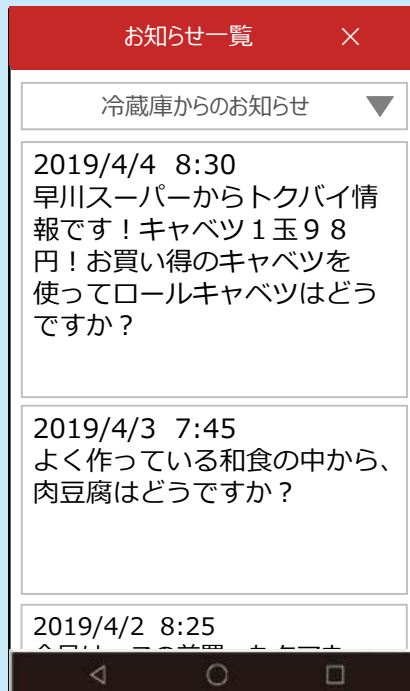 お知らせ一覧 ×
冷蔵庫からのお知らせ ▼
2019/4/4 8:30
早川スーパーからトクバイ情
報です！キャベツ１玉９８
円！お買い得のキャベツを
使ってロールキャベツはどう
ですか？
2019/4/3 7:45
よく作っている和食の中から、
肉豆腐はどうですか？
2019/4/2 8:25